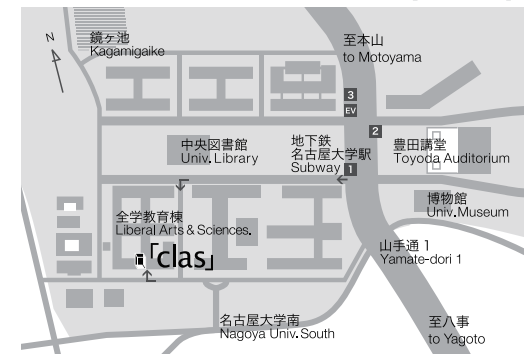 N
鏡ヶ池
Kagamigaike
至本山
to Motoyama
3
EV
2
中央図書館
Univ. Library
地下鉄
名古屋大学駅
Subway
1
豊田講堂
Toyoda Auditorium
博物館
Univ. Museum
全学教育棟
Liberal Arts & Sciences.
「clas」
山手通 1
Yamate-dori 1
名古屋大学南
Nagoya Univ. South
至八事
to Yagoto